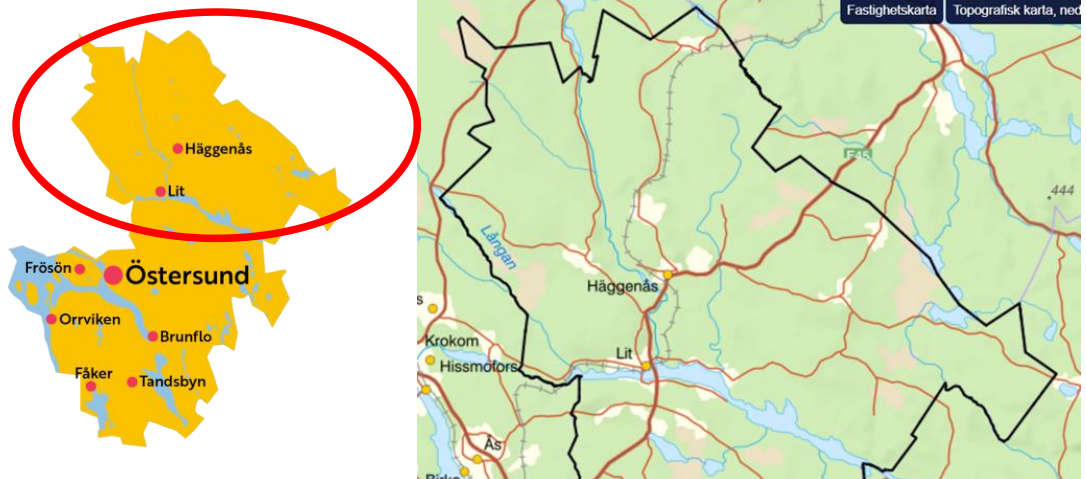 Häggenås
Lit
Frösön
Östersund
Orrviken
Brunflo
Fåker
Tandsbyn
Fastighetskarta
Topografisk karta, ned
E45
444
Långan
Häggenås
s
Krokom
Lit
Hissmofors
Ås